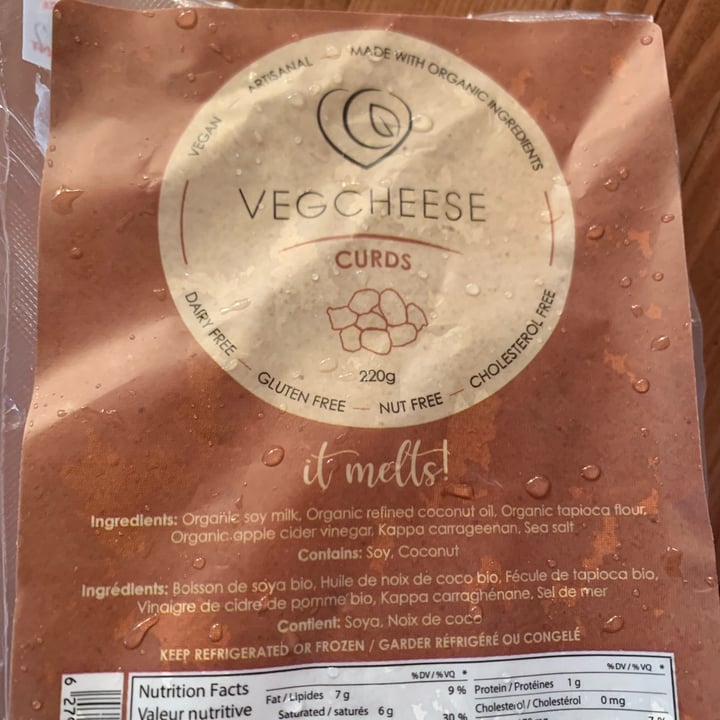 VEGAN — ARTISANAL — MADE WITH ORGANIC INGREDIENTS
VEGCHEESE
CURDS
220g
DAIRY FREE — GLUTEN FREE — NUT FREE — CHOLESTEROL FREE
it melts!
Ingredients: Organic soy milk, Organic refined coconut oil, Organic tapioca flour,
Organic apple cider vinegar, Kappa carrageenan, Sea salt
Contains: Soy, Coconut
Ingrédients: Boisson de soya bio, Huile de noix de coco bio, Fécule de tapioca bio,
Vinaigre de cidre de pomme bio, Kappa carraghénane, Sel de mer
Contient: Soya, Noix de coco
KEEP REFRIGERATED OR FROZEN / GARDER RÉFRIGÉRÉ OU CONGELÉ
Nutrition Facts
Valeur nutritive
% DV / % VQ *
Fat / Lipides 7 g 9 %
Saturated / saturés 6 g
30 %
% DV / % VQ *
Protein / Protéines 1 g
Cholesterol / Cholestérol 0 mg